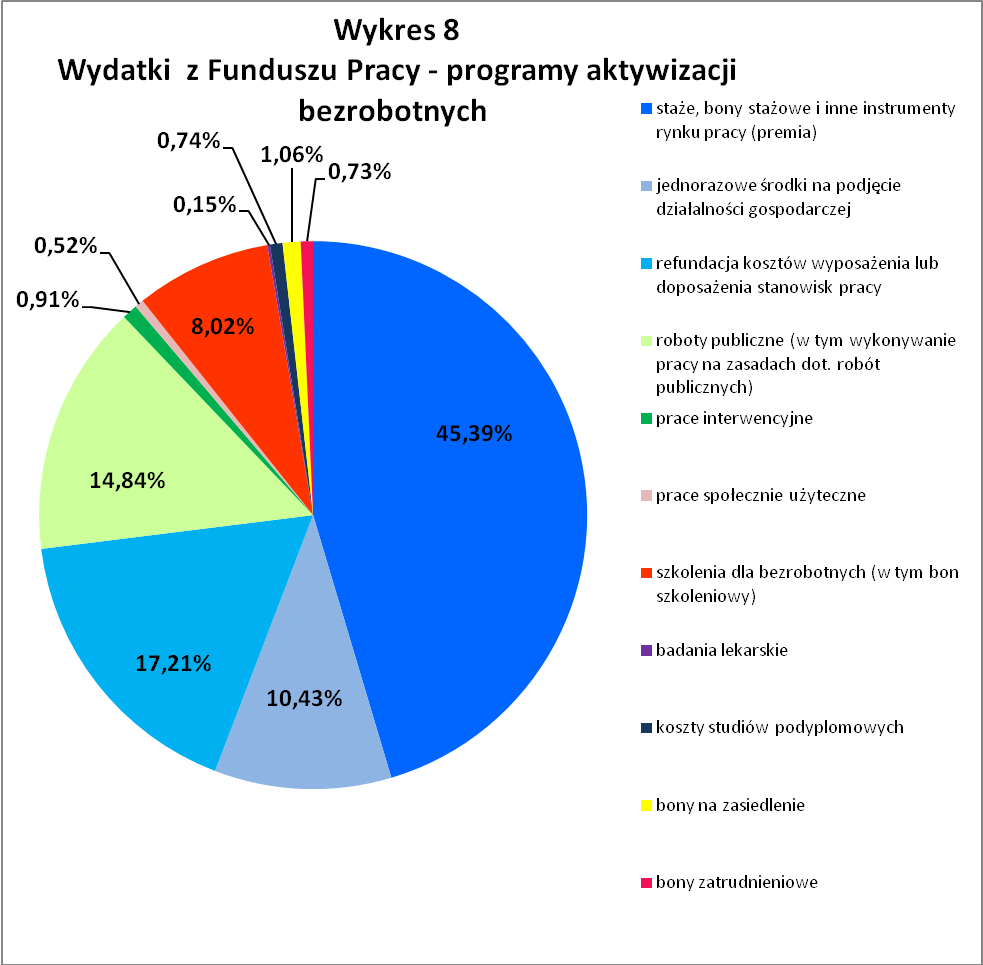 Wykres 8
Wydatki z Funduszu Pracy - programy aktywizacji
bezrobotnych
0,74%
1,06%
0,73%
0,15%
0,52%
0,91%
8,02%
45,39%
14,84%
17,21%
10,43%
staże, bony stażowe i inne instrumenty
rynku pracy (premia)
jednorazowe środki na podjęcie
działalności gospodarczej
refundacja kosztów wyposażenia lub
doposażenia stanowisk pracy
roboty publiczne (w tym wykonywanie
pracy na zasadach dot. robót
publicznych)
prace interwencyjne
prace społecznie użyteczne
szkolenia dla bezrobotnych (w tym bon
szkoleniowy)
badania lekarskie
koszty studiów podyplomowych
bony na zasiedlenie
bony zatrudnieniowe